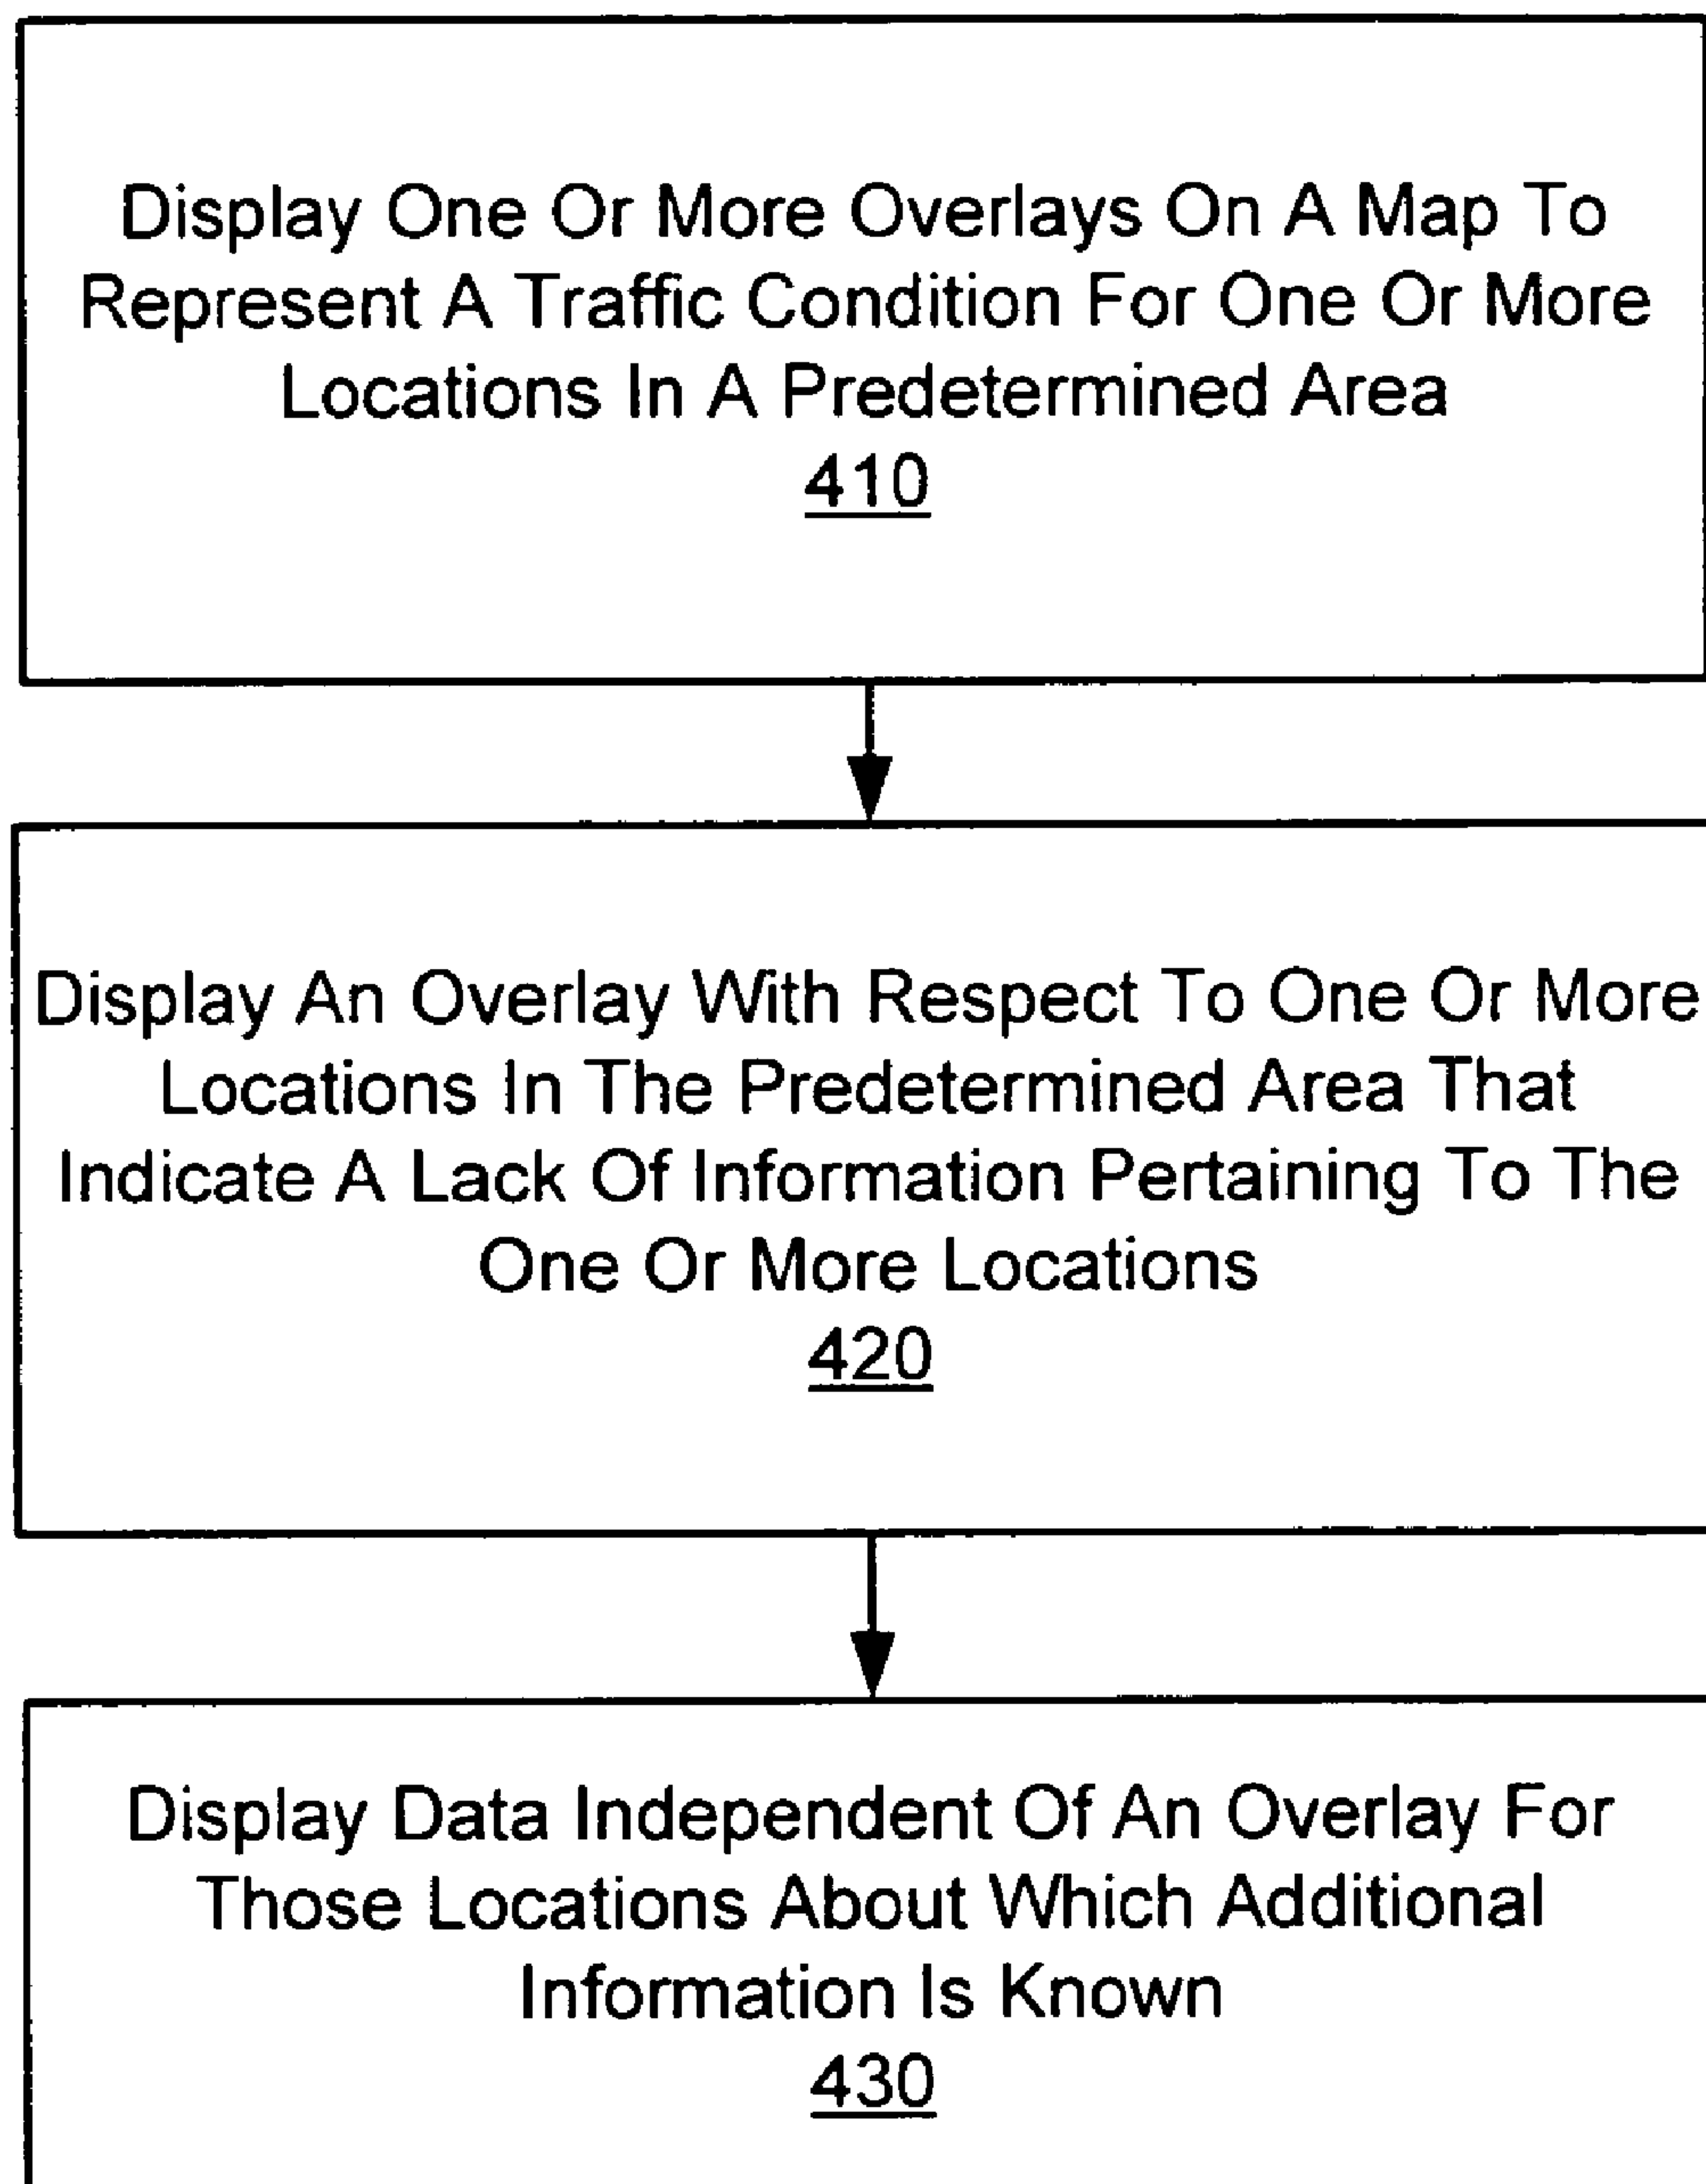 Display One Or More Overlays On A Map To
Represent A Traffic Condition For One Or More
Locations In A Predetermined Area
410
Display An Overlay With Respect To One Or More
Locations In The Predetermined Area That
Indicate A Lack Of Information Pertaining To The
One Or More Locations
420
Display Data Independent Of An Overlay For
Those Locations About Which Additional
Information Is Known
430